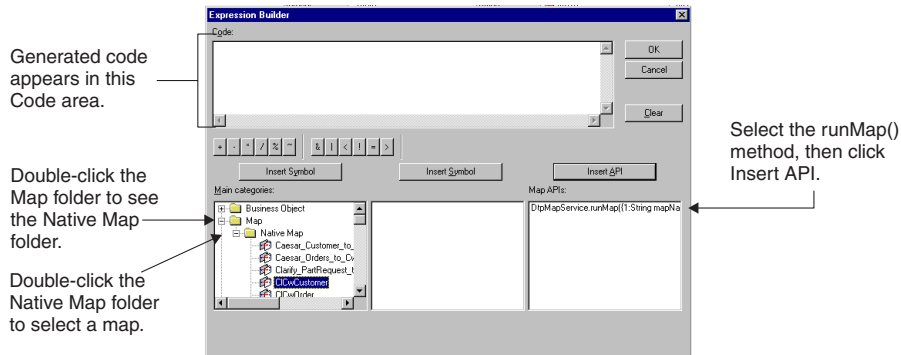 Expression Builder
Code:
OK
Cancel
Clear
Generated code
appears in this
Code area.
+ - * / % ~ & | < ! = >
Insert Symbol
Insert Symbol
Insert API
Main categories:
Map APIs:
Business Object
Map
Native Map
Caesar_Customer_to_
Caesar_Orders_to_Cw
Clarify_PartRequest_t
ClCwCustomer
ClCwOrder
DtpMapService.runMap({1:String mapNa
Double-click the
Map folder to see
the Native Map
folder.
Double-click the
Native Map folder
to select a map.
Select the runMap()
method, then click
Insert API.